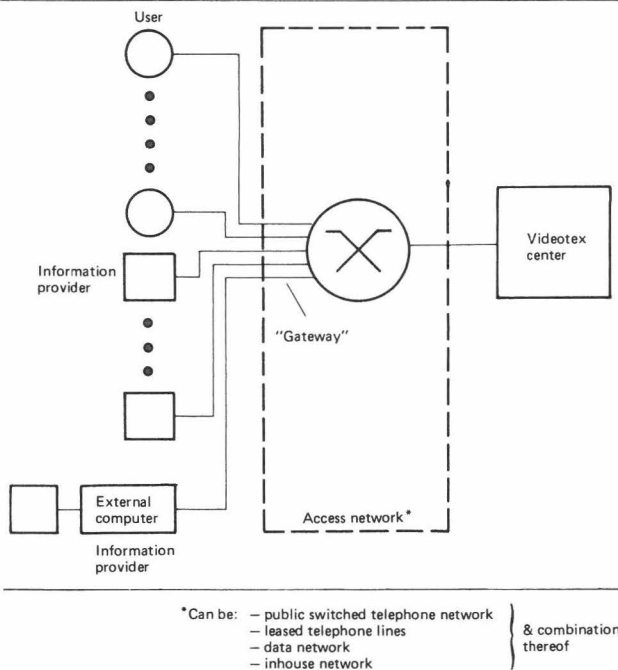 User
Information
provider
Videotex
center
"Gateway"
External
computer
Access network*
Information
provider
*Can be: – public switched telephone network
– leased telephone lines
– data network
– inhouse network
& combination
thereof